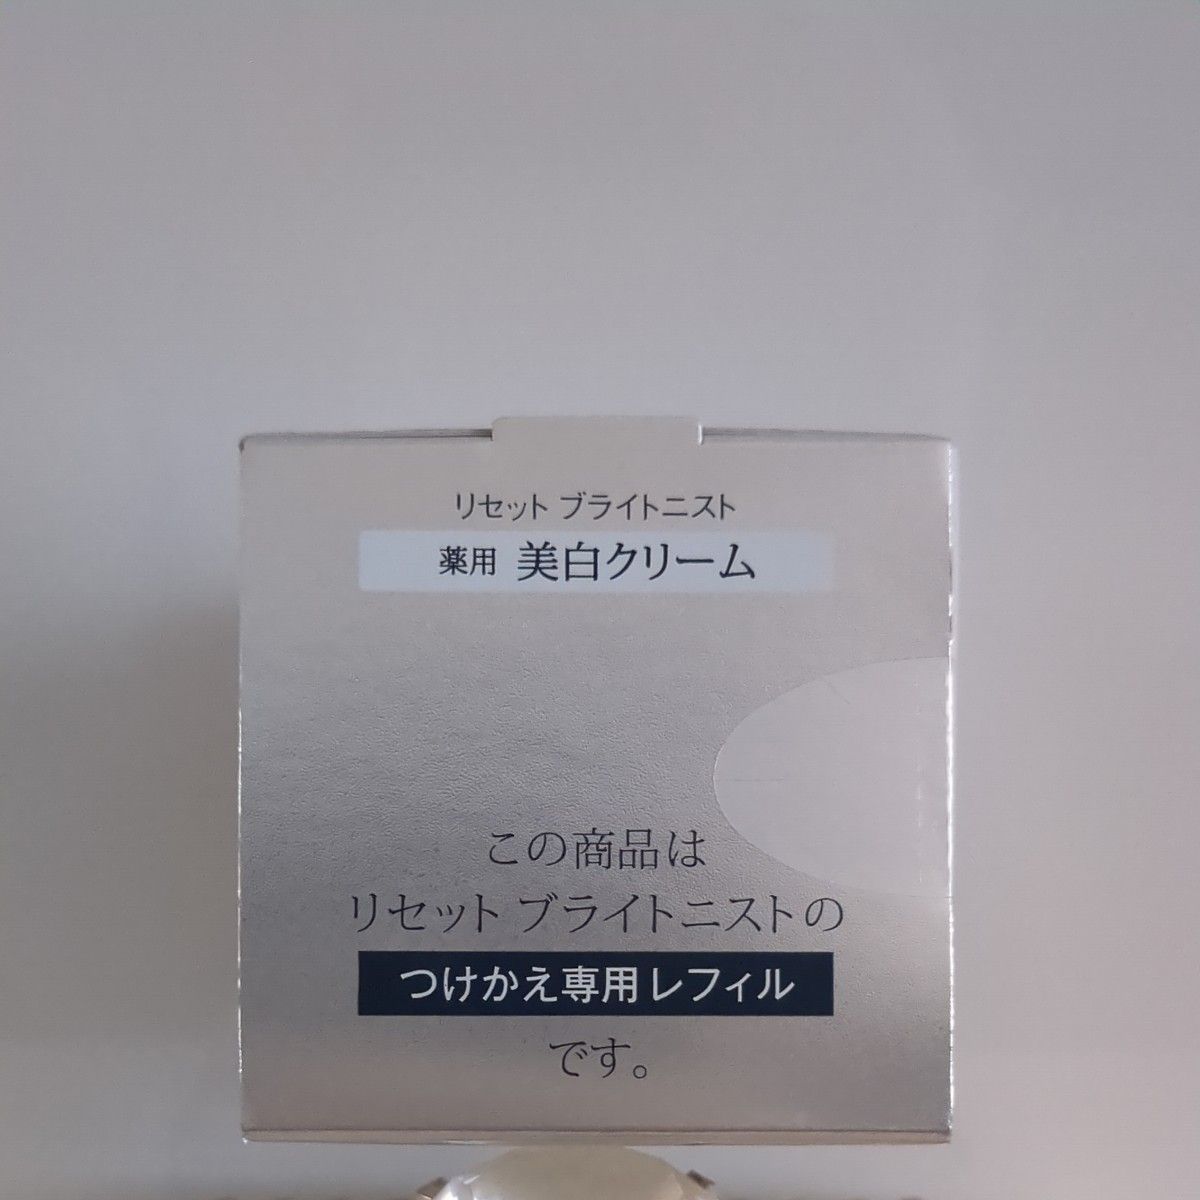 リセット ブライトニスト
薬用 美白クリーム
この商品は
リセット ブライトニストの
つけかえ専用レフィル
です。